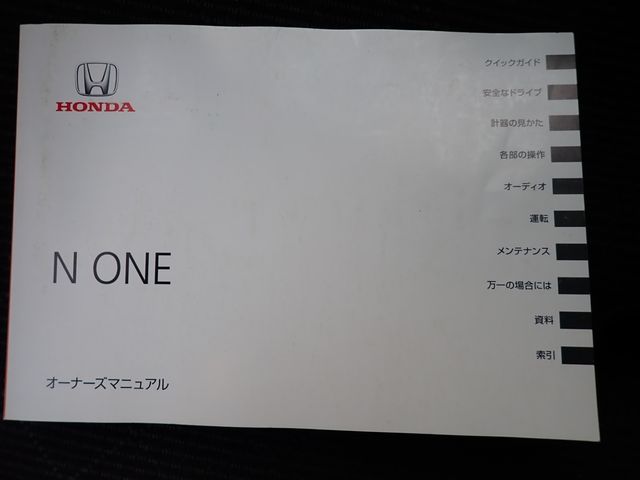 HONDA
N ONE
オーナーズマニュアル
クイックガイド
安全なドライブ
計器の見かた
各部の操作
オーディオ
運転
メンテナンス
万一の場合には
資料
索引